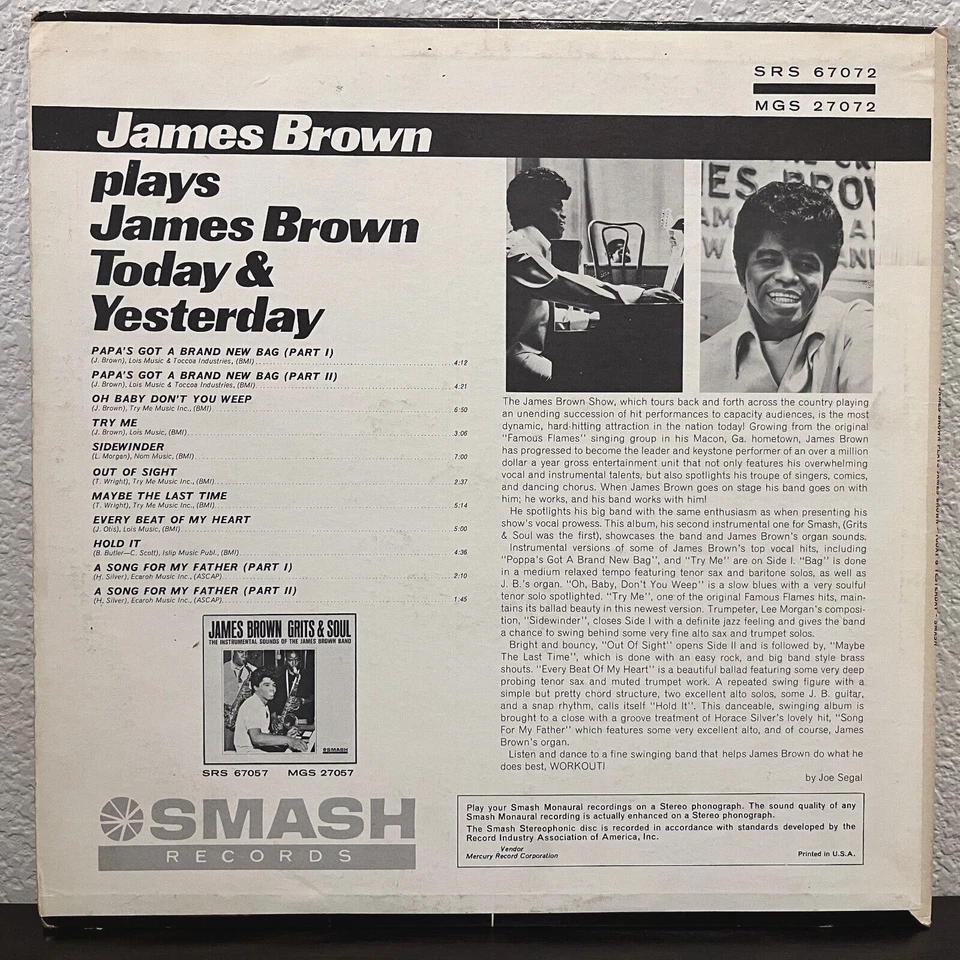 SRS 67072
MGS 27072
James Brown
plays
James Brown
Today &
Yesterday
PAPA'S GOT A BRAND NEW BAG (PART I)
(J. Brown), Lois Music & Toccoa Industries, (BMI) 4:12
PAPA'S GOT A BRAND NEW BAG (PART II)
(J. Brown), Lois Music & Toccoa Industries, (BMI) 4:21
OH BABY DON'T YOU WEEP
(J. Brown), Try Me Music Inc., (BMI) 6:50
TRY ME
(J. Brown), Lois Music, (BMI) 3:06
SIDEWINDER
(L. Morgan), Nom Music, (BMI) 7:00
OUT OF SIGHT
(T. Wright), Try Me Music Inc., (BMI) 2:37
MAYBE THE LAST TIME
(T. Wright), Try Me Music Inc., (BMI) 5:14
EVERY BEAT OF MY HEART
(J. Otis), Lois Music, (BMI) 5:00
HOLD IT
(B. Butler—C. Scott), Islip Music Publ., (BMI) 4:36
A SONG FOR MY FATHER (PART I)
(H. Silver), Ecaroh Music Inc., (ASCAP) 2:10
A SONG FOR MY FATHER (PART II)
(H. Silver), Ecaroh Music Inc., (ASCAP) 1:45
JAMES BROWN GRITS & SOUL
THE INSTRUMENTAL SOUNDS OF THE JAMES BROWN BAND
SMASH
SRS 67057 MGS 27057
SMASH
RECORDS
ES BROW
The James Brown Show, which tours back and forth across the country playing
an unending succession of hit performances to capacity audiences, is the most
dynamic, hard-hitting attraction in the nation today! Growing from the original
"Famous Flames" singing group in his Macon, Ga. hometown, James Brown
has progressed to become the leader and keystone performer of an over a million
dollar a year gross entertainment unit that not only features his overwhelming
vocal and instrumental talents, but also spotlights his troupe of singers, comics,
and dancing chorus. When James Brown goes on stage his band goes on with
him; he works, and his band works with him!
He spotlights his big band with the same enthusiasm as when presenting his
show's vocal prowess. This album, his second instrumental one for Smash, (Grits
& Soul was the first), showcases the band and James Brown's organ sounds.
Instrumental versions of some of James Brown's top vocal hits, including
"Poppa's Got A Brand New Bag", and "Try Me" are on Side I. "Bag" is done
in a medium relaxed tempo featuring tenor sax and baritone solos, as well as
J. B.'s organ. "Oh, Baby, Don't You Weep" is a slow blues with a very soulful
tenor solo spotlighted. "Try Me", one of the original Famous Flames hits, main-
tains its ballad beauty in this newest version. Trumpeter, Lee Morgan's composi-
tion, "Sidewinder", closes Side I with a definite jazz feeling and gives the band
a chance to swing behind some very fine alto sax and trumpet solos.
Bright and bouncy, "Out Of Sight" opens Side II and is followed by, "Maybe
The Last Time", which is done with an easy rock, and big band style brass
shouts. "Every Beat Of My Heart" is a beautiful ballad featuring some very deep
probing tenor sax and muted trumpet work. A repeated swing figure with a
simple but pretty chord structure, two excellent alto solos, some J. B. guitar,
and a snap rhythm, calls itself "Hold It". This danceable, swinging album is
brought to a close with a groove treatment of Horace Silver's lovely hit, "Song
For My Father" which features some very excellent alto, and of course, James
Brown's organ.
Listen and dance to a fine swinging band that helps James Brown do what he
does best, WORKOUT!
by Joe Segal
Play your Smash Monaural recordings on a Stereo phonograph. The sound quality of any
Smash Monaural recording is actually enhanced on a Stereo phonograph.
The Smash Stereophonic disc is recorded in accordance with standards developed by the
Record Industry Association of America, Inc.
Vendor
Mercury Record Corporation Printed in U.S.A.